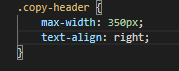 .copy-header {
max-width: 350px;
text-align: right;
}